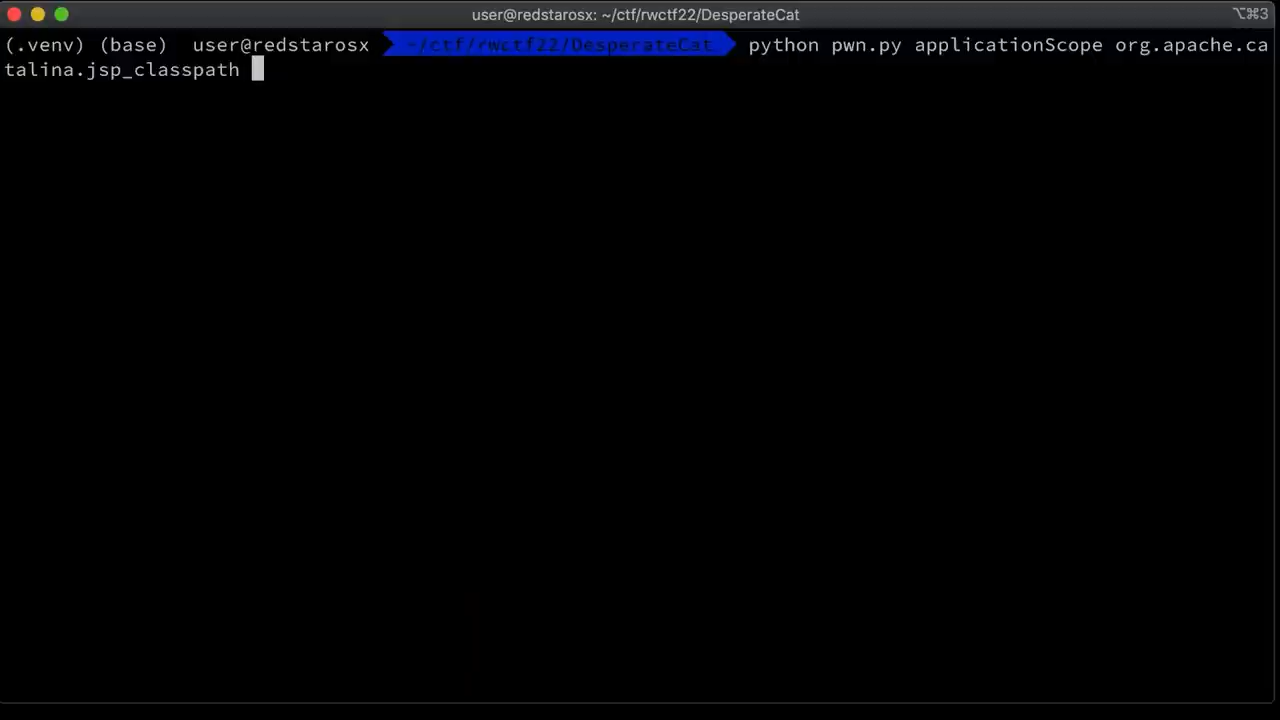 user@redstarosx: ~/ctf/rwctf22/DesperateCat
⌥⌘3
(.venv) (base) user@redstarosx ~/ctf/rwctf22/DesperateCat python pwn.py applicationScope org.apache.ca
talina.jsp_classpath